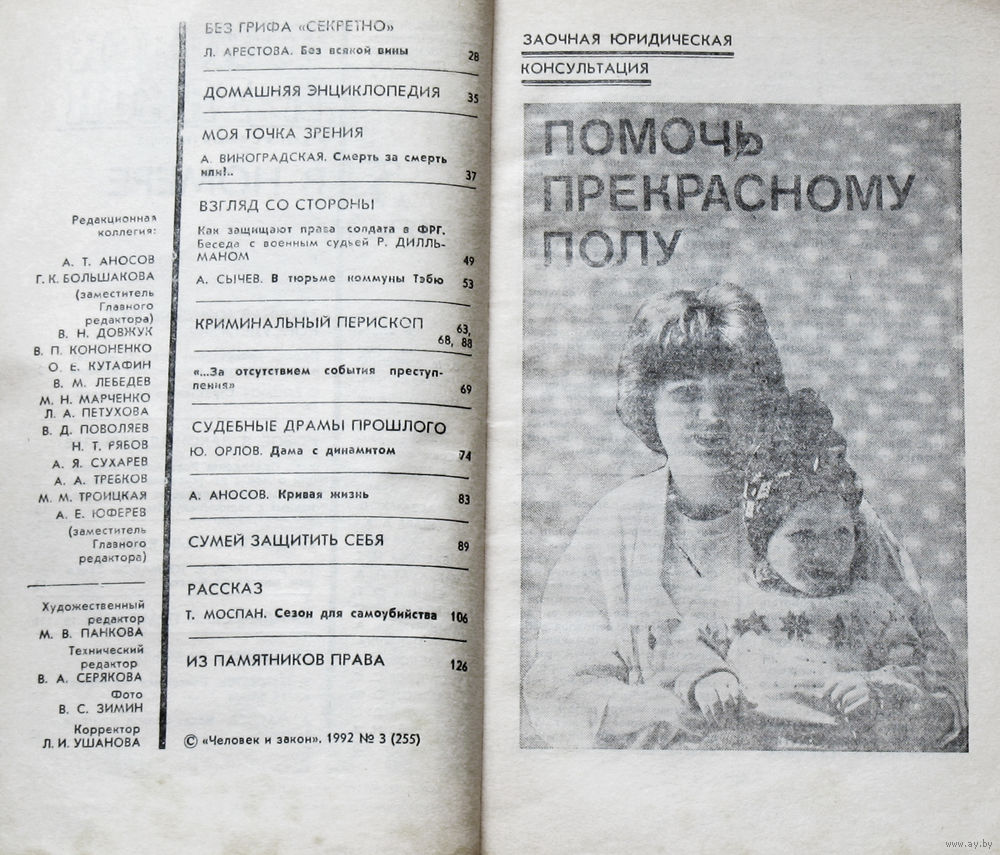 Редакционная
коллегия:
А. Т. АНОСОВ
Г. К. БОЛЬШАКОВА
(заместитель
Главного
редактора)
В. Н. ДОВЖУК
В. П. КОНОНЕНКО
О. Е. КУТАФИН
В. М. ЛЕБЕДЕВ
М. Н. МАРЧЕНКО
Л. А. ПЕТУХОВА
В. Д. ПОВОЛЯЕВ
Н. Т. РЯБОВ
А. Я. СУХАРЕВ
А. А. ТРЕБКОВ
М. М. ТРОИЦКАЯ
А. Е. ЮФЕРЕВ
(заместитель
Главного
редактора)
Художественный
редактор
М. В. ПАНКОВА
Технический
редактор
В. А. СЕРЯКОВА
Фото
В. С. ЗИМИН
Корректор
Л. И. УШАНОВА
БЕЗ ГРИФА «СЕКРЕТНО»
Л. АРЕСТОВА. Без всякой вины 28
ДОМАШНЯЯ ЭНЦИКЛОПЕДИЯ 35
МОЯ ТОЧКА ЗРЕНИЯ
А. ВИНОГРАДСКАЯ. Смерть за смерть
или!.. 37
ВЗГЛЯД СО СТОРОНЫ
Как защищают права солдата в ФРГ.
Беседа с военным судьей Р. ДИЛЛЬ-
МАНОМ 49
А. СЫЧЕВ. В тюрьме коммуны Тэбю 53
КРИМИНАЛЬНЫЙ ПЕРИСКОП 63,
68, 88
«...За отсутствием события преступ-
ления» 69
СУДЕБНЫЕ ДРАМЫ ПРОШЛОГО
Ю. ОРЛОВ. Дама с динамитом 74
А. АНОСОВ. Кривая жизнь 83
СУМЕЙ ЗАЩИТИТЬ СЕБЯ 89
РАССКАЗ
Т. МОСПАН. Сезон для самоубийства 106
ИЗ ПАМЯТНИКОВ ПРАВА 126
© «Человек и закон». 1992 № 3 (255)
ЗАОЧНАЯ ЮРИДИЧЕСКАЯ
КОНСУЛЬТАЦИЯ
ПОМОЧЬ
ПРЕКРАСНОМУ
ПОЛУ
www.ay.by